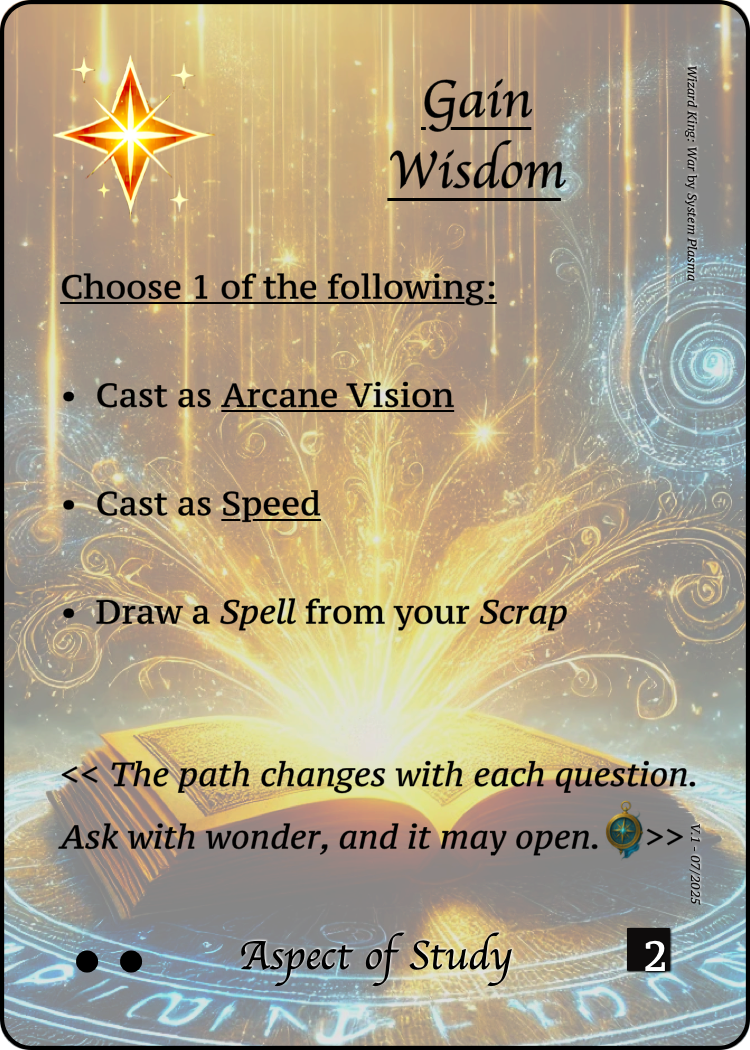 Gain
Wisdom
Wizard King: War by System Plasma
Choose 1 of the following:
• Cast as Arcane Vision
• Cast as Speed
• Draw a Spell from your Scrap
<< The path changes with each question.
Ask with wonder, and it may open. >>
V.1 - 07/2025
Aspect of Study
2